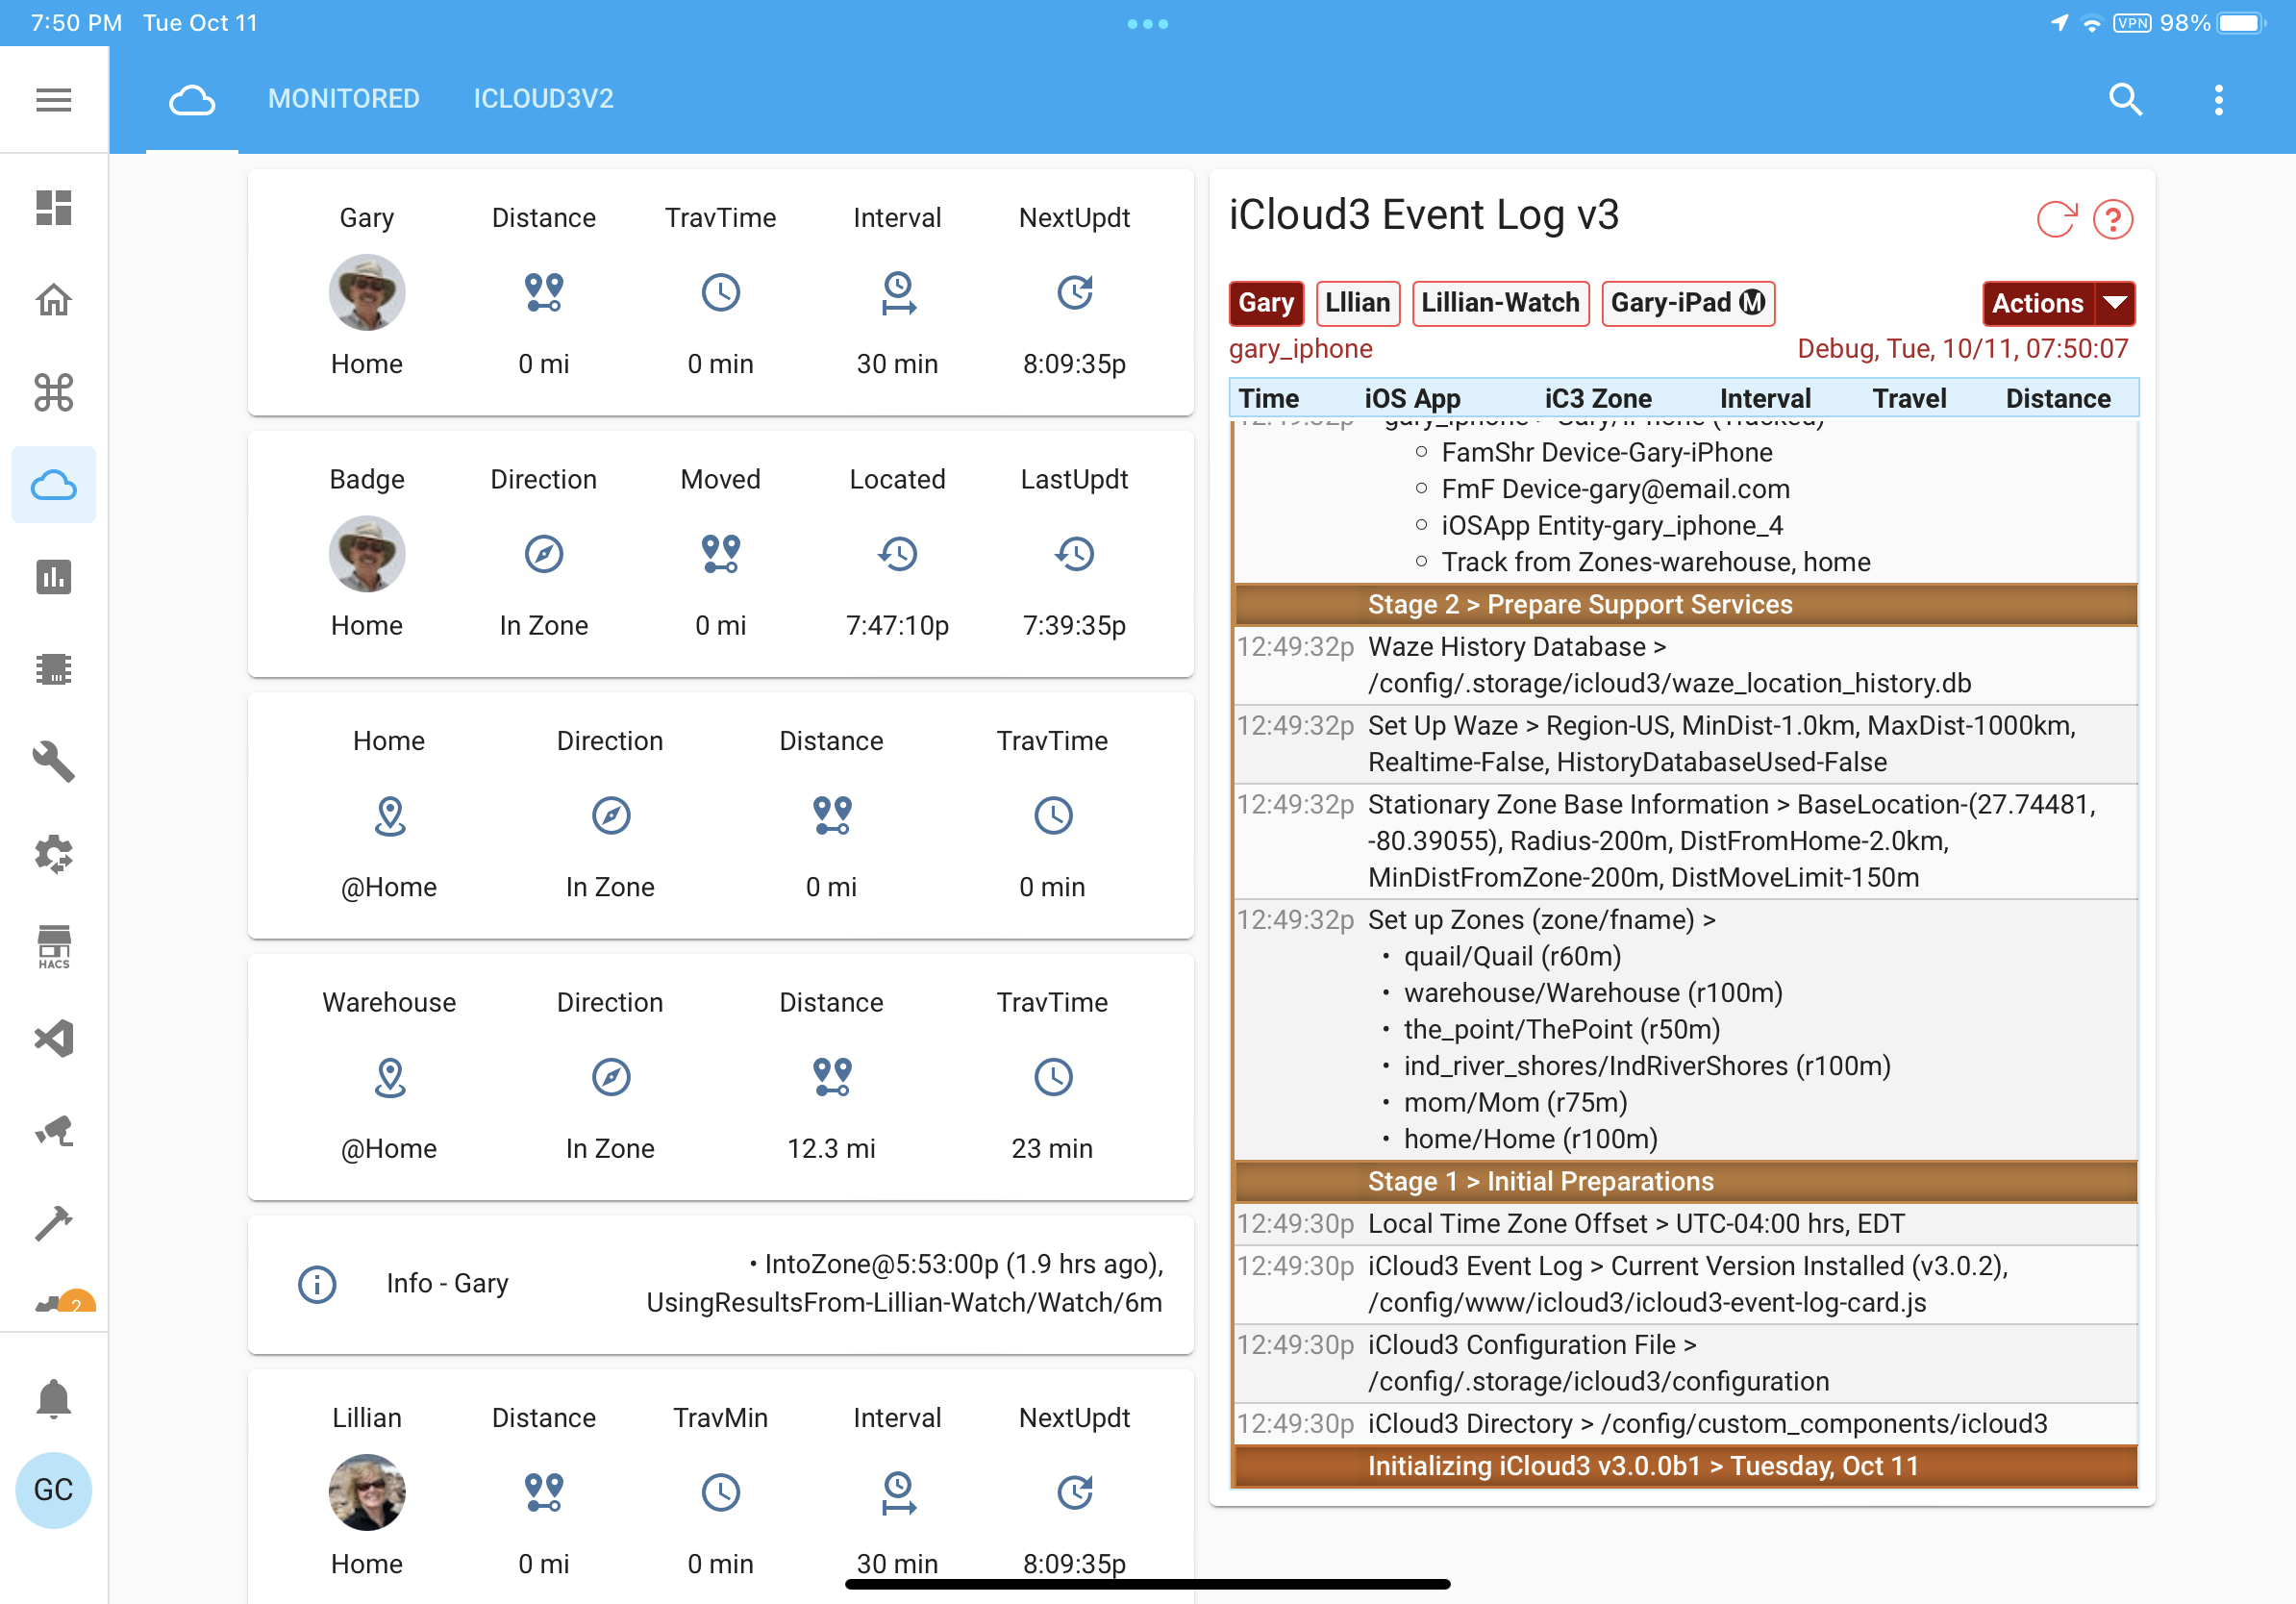 7:50 PM Tue Oct 11
VPN 98%
MONITORED ICLOUD3V2
HACS
2
GC
Gary Distance TravTime Interval NextUpdt
Home 0 mi 0 min 30 min 8:09:35p
Badge Direction Moved Located LastUpdt
Home In Zone 0 mi 7:47:10p 7:39:35p
Home Direction Distance TravTime
@Home In Zone 0 mi 0 min
Warehouse Direction Distance TravTime
@Home In Zone 12.3 mi 23 min
Info - Gary
• IntoZone@5:53:00p (1.9 hrs ago),
UsingResultsFrom-Lillian-Watch/Watch/6m
Lillian Distance TravMin Interval NextUpdt
Home 0 mi 0 min 30 min 8:09:35p
iCloud3 Event Log v3
Gary Lllian Lillian-Watch Gary-iPad Ⓜ Actions
gary_iphone Debug, Tue, 10/11, 07:50:07
Time iOS App iC3 Zone Interval Travel Distance
12:49:32p gary_iphone > Gary/iPhone (Tracked)
○ FamShr Device-Gary-iPhone
○ FmF Device-gary@email.com
○ iOSApp Entity-gary_iphone_4
○ Track from Zones-warehouse, home
Stage 2 > Prepare Support Services
12:49:32p Waze History Database >
/config/.storage/icloud3/waze_location_history.db
12:49:32p Set Up Waze > Region-US, MinDist-1.0km, MaxDist-1000km,
Realtime-False, HistoryDatabaseUsed-False
12:49:32p Stationary Zone Base Information > BaseLocation-(27.74481,
-80.39055), Radius-200m, DistFromHome-2.0km,
MinDistFromZone-200m, DistMoveLimit-150m
12:49:32p Set up Zones (zone/fname) >
• quail/Quail (r60m)
• warehouse/Warehouse (r100m)
• the_point/ThePoint (r50m)
• ind_river_shores/IndRiverShores (r100m)
• mom/Mom (r75m)
• home/Home (r100m)
Stage 1 > Initial Preparations
12:49:30p Local Time Zone Offset > UTC-04:00 hrs, EDT
12:49:30p iCloud3 Event Log > Current Version Installed (v3.0.2),
/config/www/icloud3/icloud3-event-log-card.js
12:49:30p iCloud3 Configuration File >
/config/.storage/icloud3/configuration
12:49:30p iCloud3 Directory > /config/custom_components/icloud3
Initializing iCloud3 v3.0.0b1 > Tuesday, Oct 11